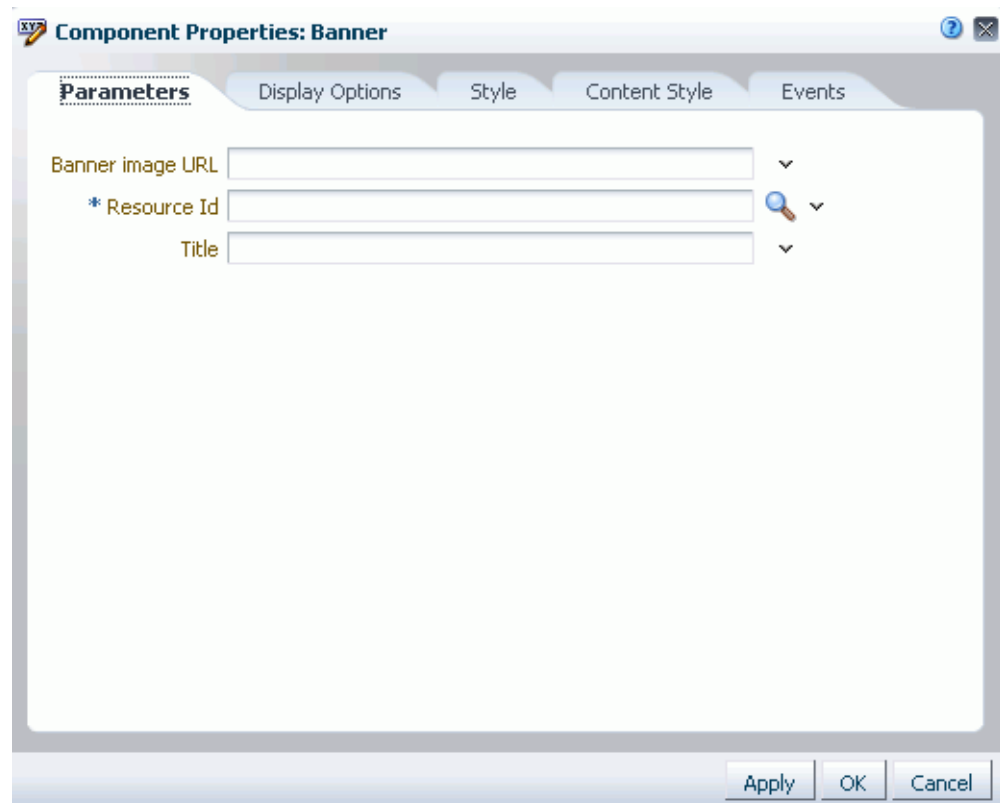 Component Properties: Banner
Parameters Display Options Style Content Style Events
Banner image URL
* Resource Id
Title
Apply OK Cancel